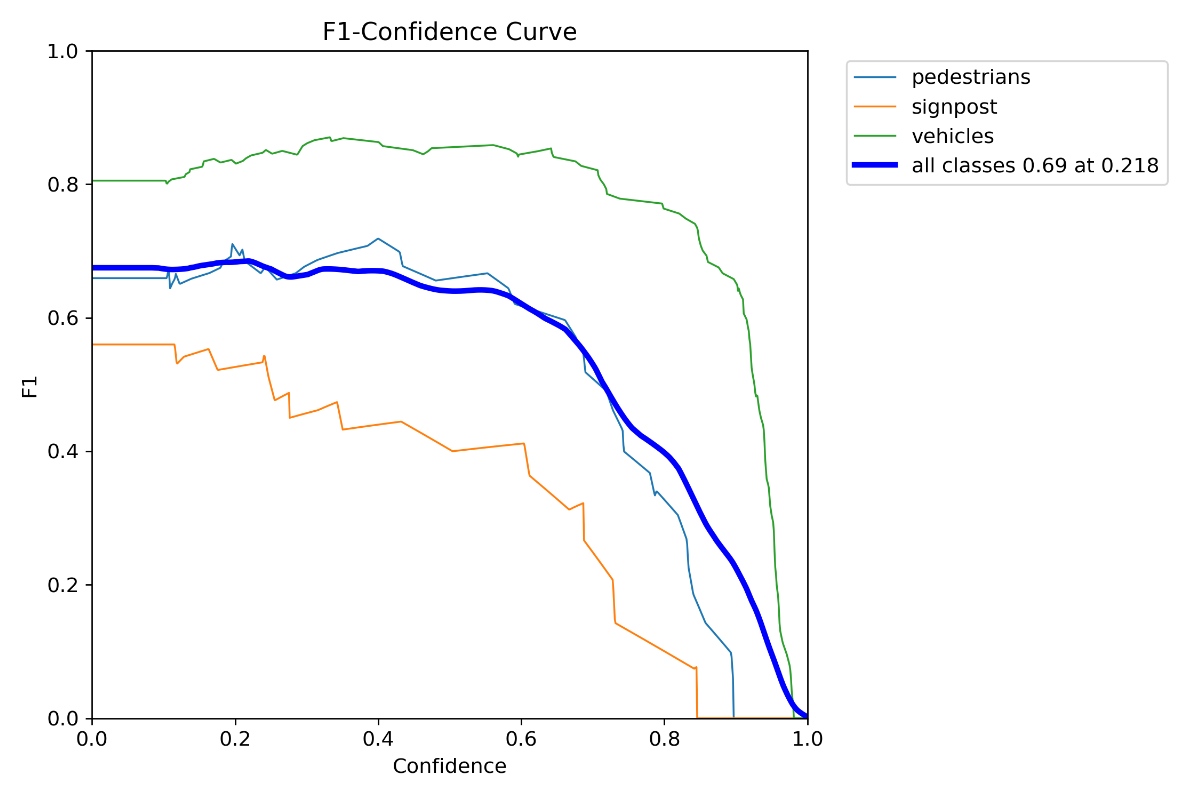 F1-Confidence Curve
1.0
0.8
0.6
0.4
0.2
0.0
F1
0.0 0.2 0.4 0.6 0.8 1.0
Confidence
pedestrians
signpost
vehicles
all classes 0.69 at 0.218